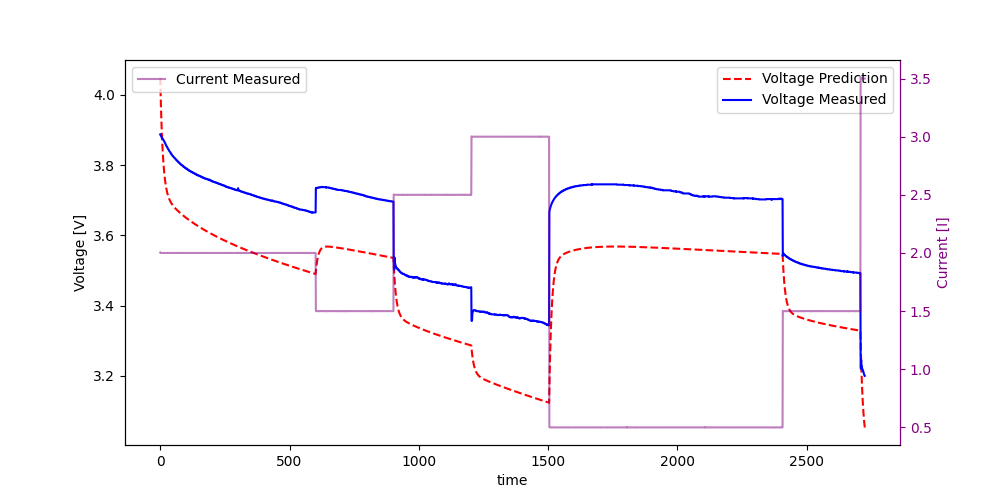 Current Measured
Voltage Prediction
Voltage Measured
4.0
3.8
3.6
3.4
3.2
Voltage [V]
3.5
3.0
2.5
2.0
1.5
1.0
0.5
Current [I]
0 500 1000 1500 2000 2500
time